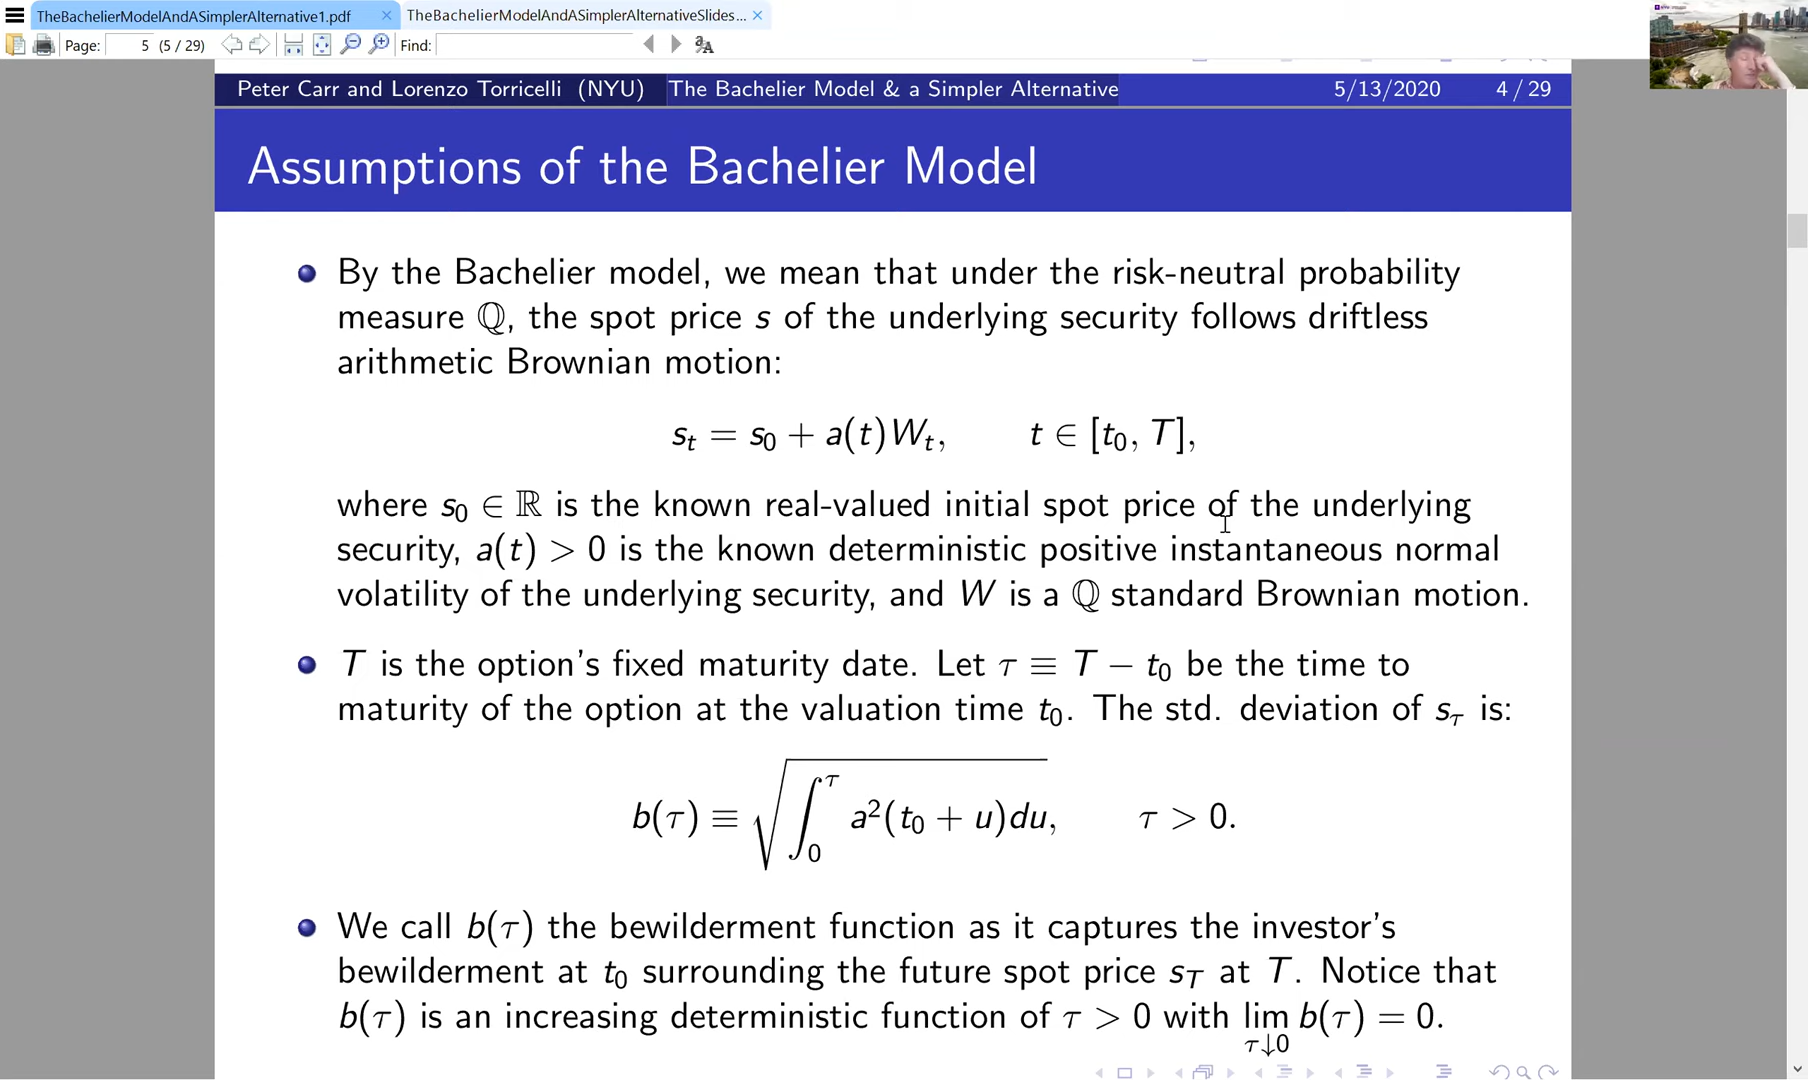 TheBachelierModelAndASimplerAlternative1.pdf
TheBachelierModelAndASimplerAlternativeSlides...
Page: 5 (5 / 29) Find:
Peter Carr and Lorenzo Torricelli (NYU) The Bachelier Model & a Simpler Alternative 5/13/2020 4 / 29
Assumptions of the Bachelier Model
By the Bachelier model, we mean that under the risk-neutral probability
measure ℚ, the spot price s of the underlying security follows driftless
arithmetic Brownian motion:
s_t = s_0 + a(t)W_t, t ∈ [t_0, T],
where s_0 ∈ ℝ is the known real-valued initial spot price of the underlying
security, a(t) > 0 is the known deterministic positive instantaneous normal
volatility of the underlying security, and W is a ℚ standard Brownian motion.
T is the option's fixed maturity date. Let τ ≡ T − t_0 be the time to
maturity of the option at the valuation time t_0. The std. deviation of s_τ is:
b(τ) ≡ √∫_0^τ a²(t_0 + u)du, τ > 0.
We call b(τ) the bewilderment function as it captures the investor's
bewilderment at t_0 surrounding the future spot price s_T at T. Notice that
b(τ) is an increasing deterministic function of τ > 0 with lim_{τ↓0} b(τ) = 0.